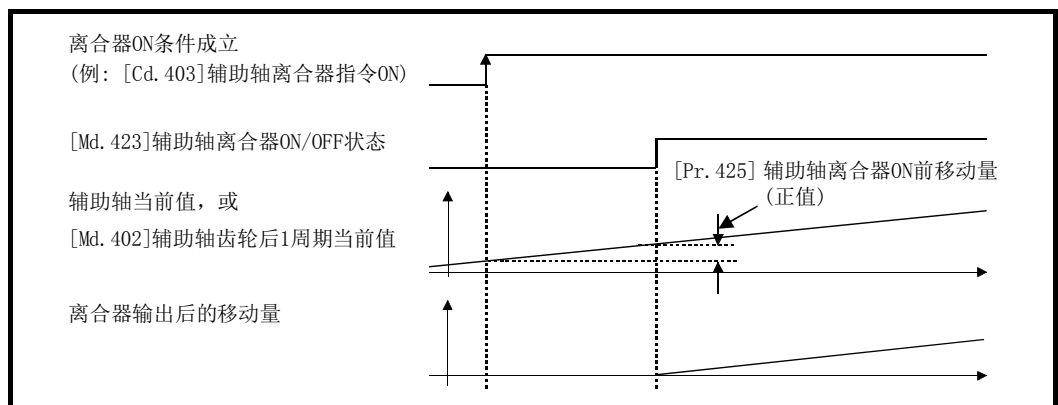 离合器ON条件成立
(例: [Cd.403]辅助轴离合器指令ON)
[Md.423]辅助轴离合器ON/OFF状态
[Pr.425] 辅助轴离合器ON前移动量
(正值)
辅助轴当前值，或
[Md.402]辅助轴齿轮后1周期当前值
离合器输出后的移动量